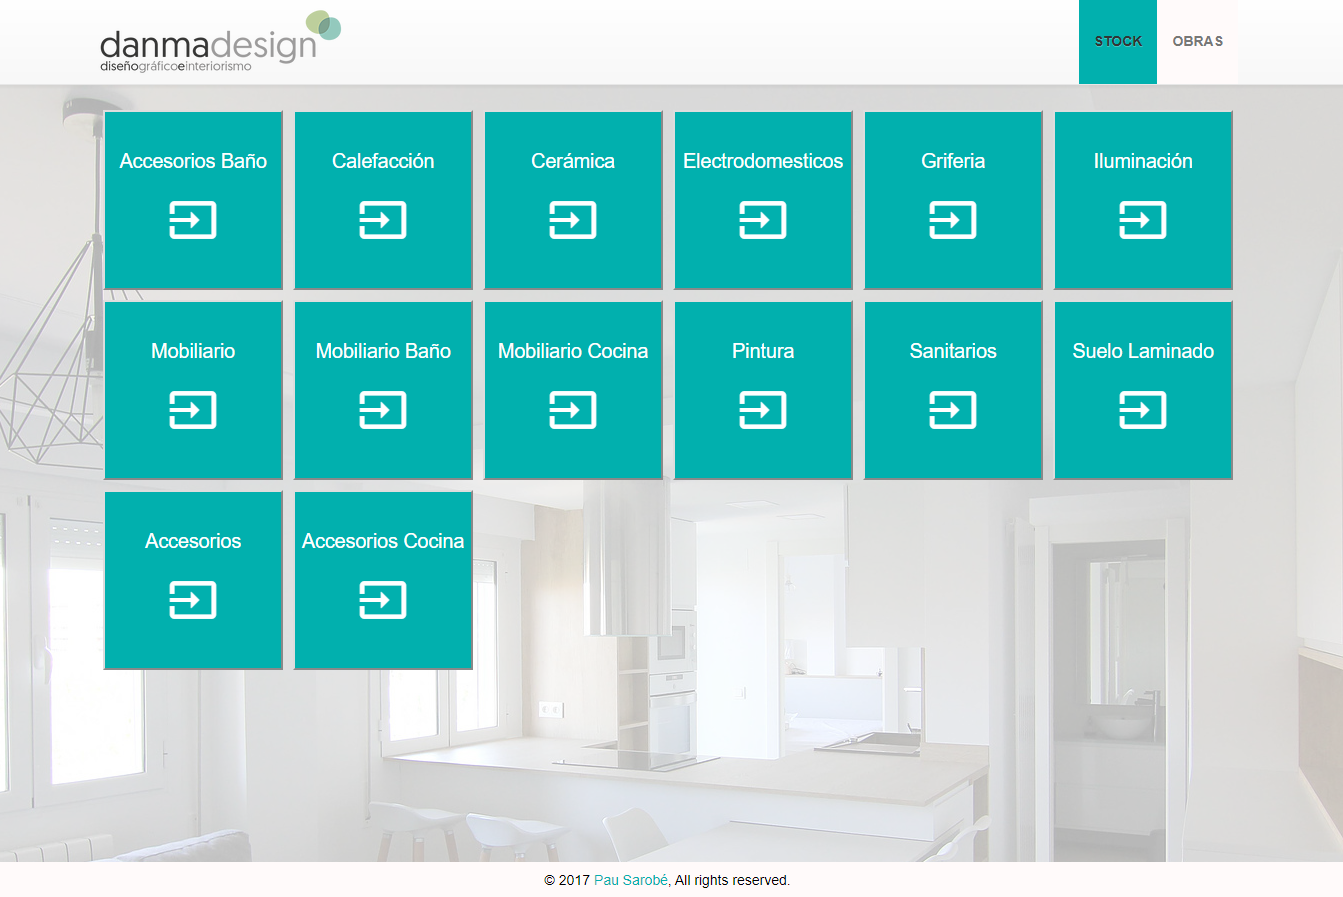 danmadesign
diseñográficoeinteriorismo
STOCK
OBRAS
Accesorios Baño
Calefacción
Cerámica
Electrodomesticos
Griferia
Iluminación
Mobiliario
Mobiliario Baño
Mobiliario Cocina
Pintura
Sanitarios
Suelo Laminado
Accesorios
Accesorios Cocina
© 2017 Pau Sarobé, All rights reserved.